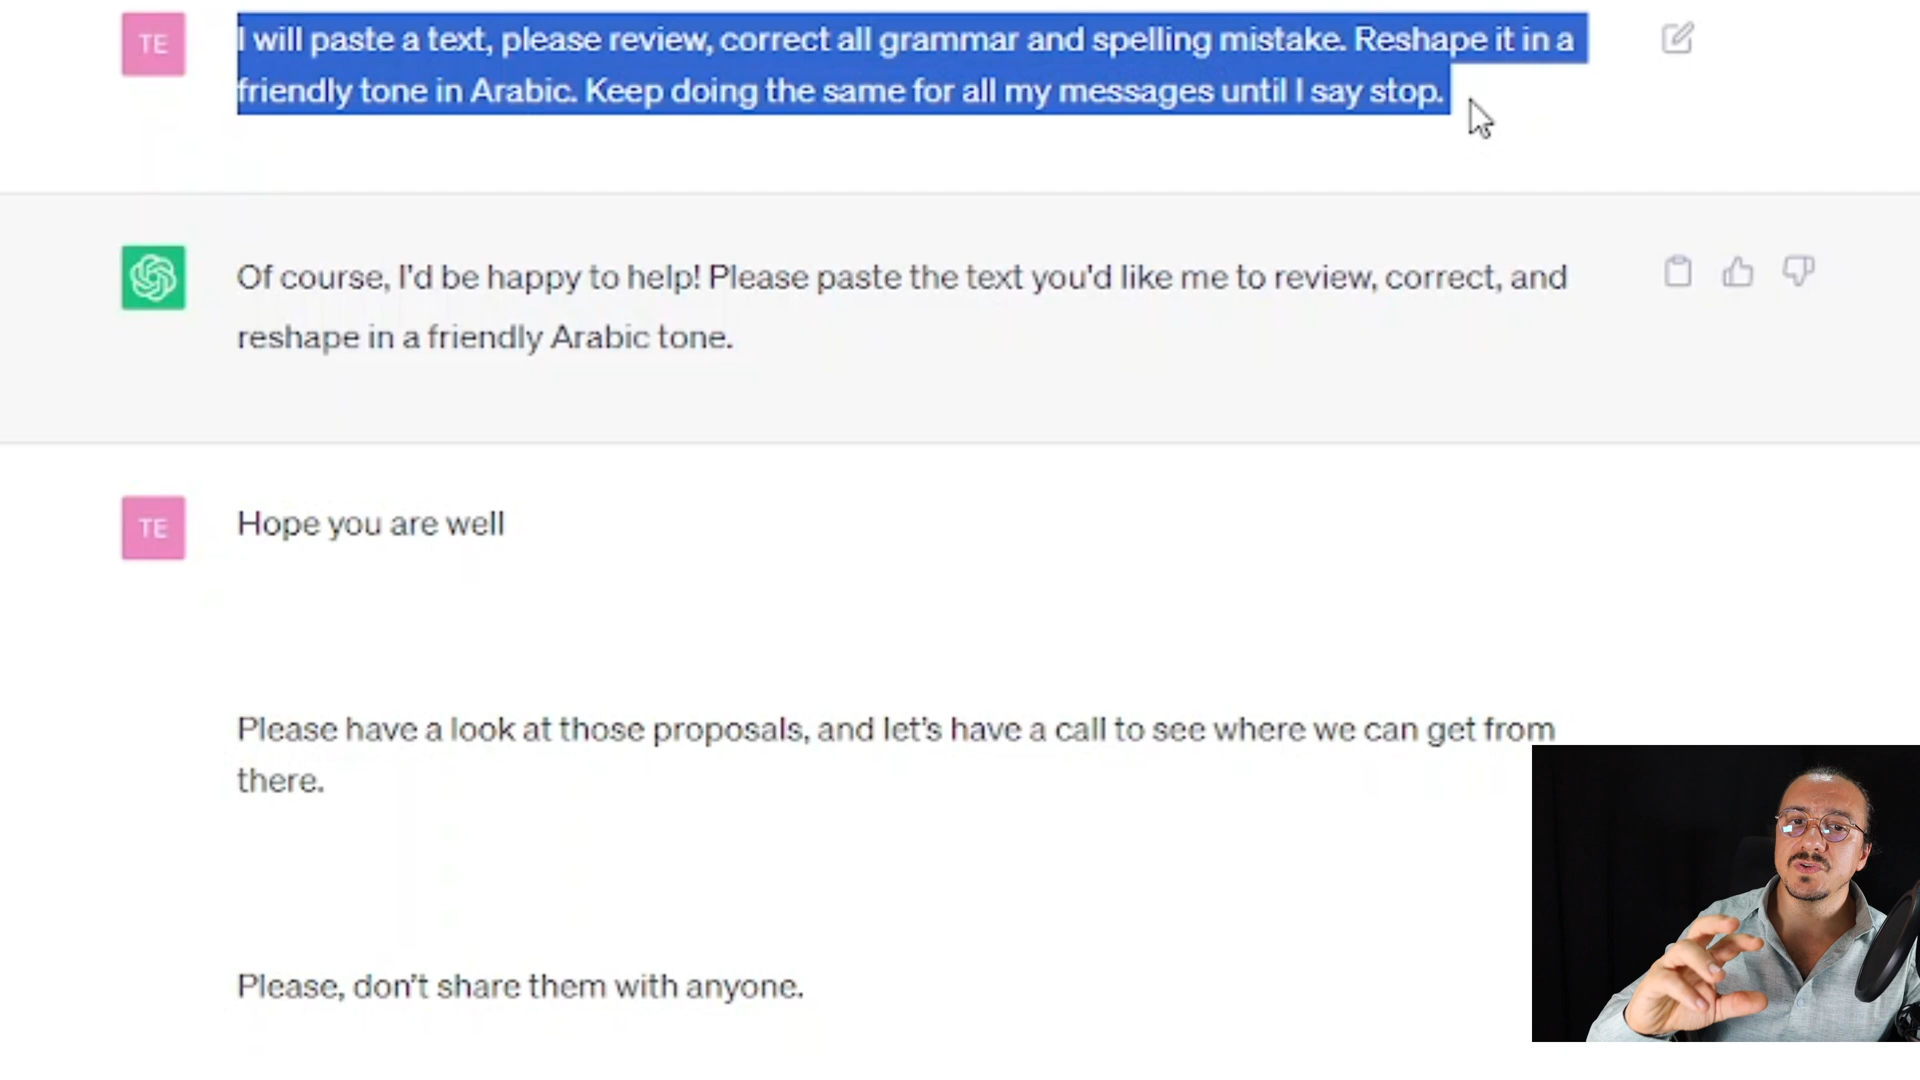 TE
I will paste a text, please review, correct all grammar and spelling mistake. Reshape it in a
friendly tone in Arabic. Keep doing the same for all my messages until I say stop.
Of course, I'd be happy to help! Please paste the text you'd like me to review, correct, and
reshape in a friendly Arabic tone.
TE
Hope you are well
Please have a look at those proposals, and let's have a call to see where we can get from
there.
Please, don't share them with anyone.